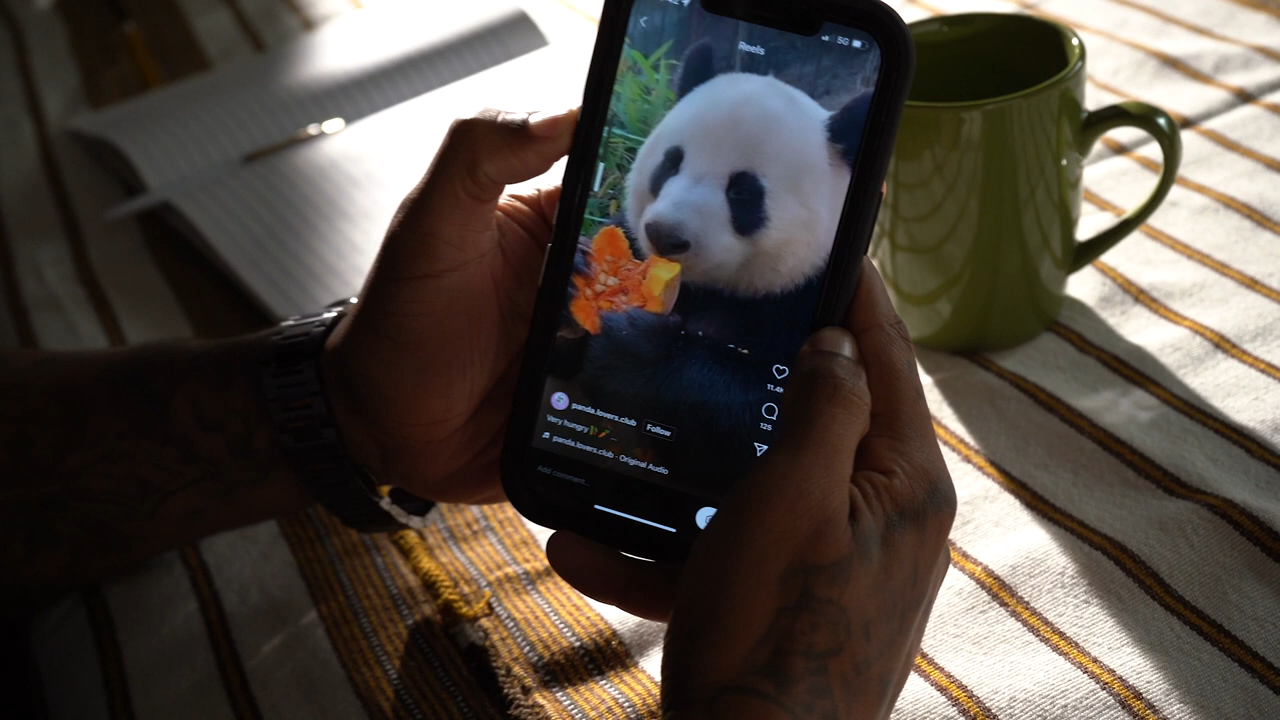 5G
Reels
11.4K
panda.lovers.club Follow
125
Very hungry
panda.lovers.club · Original Audio
Add comment...